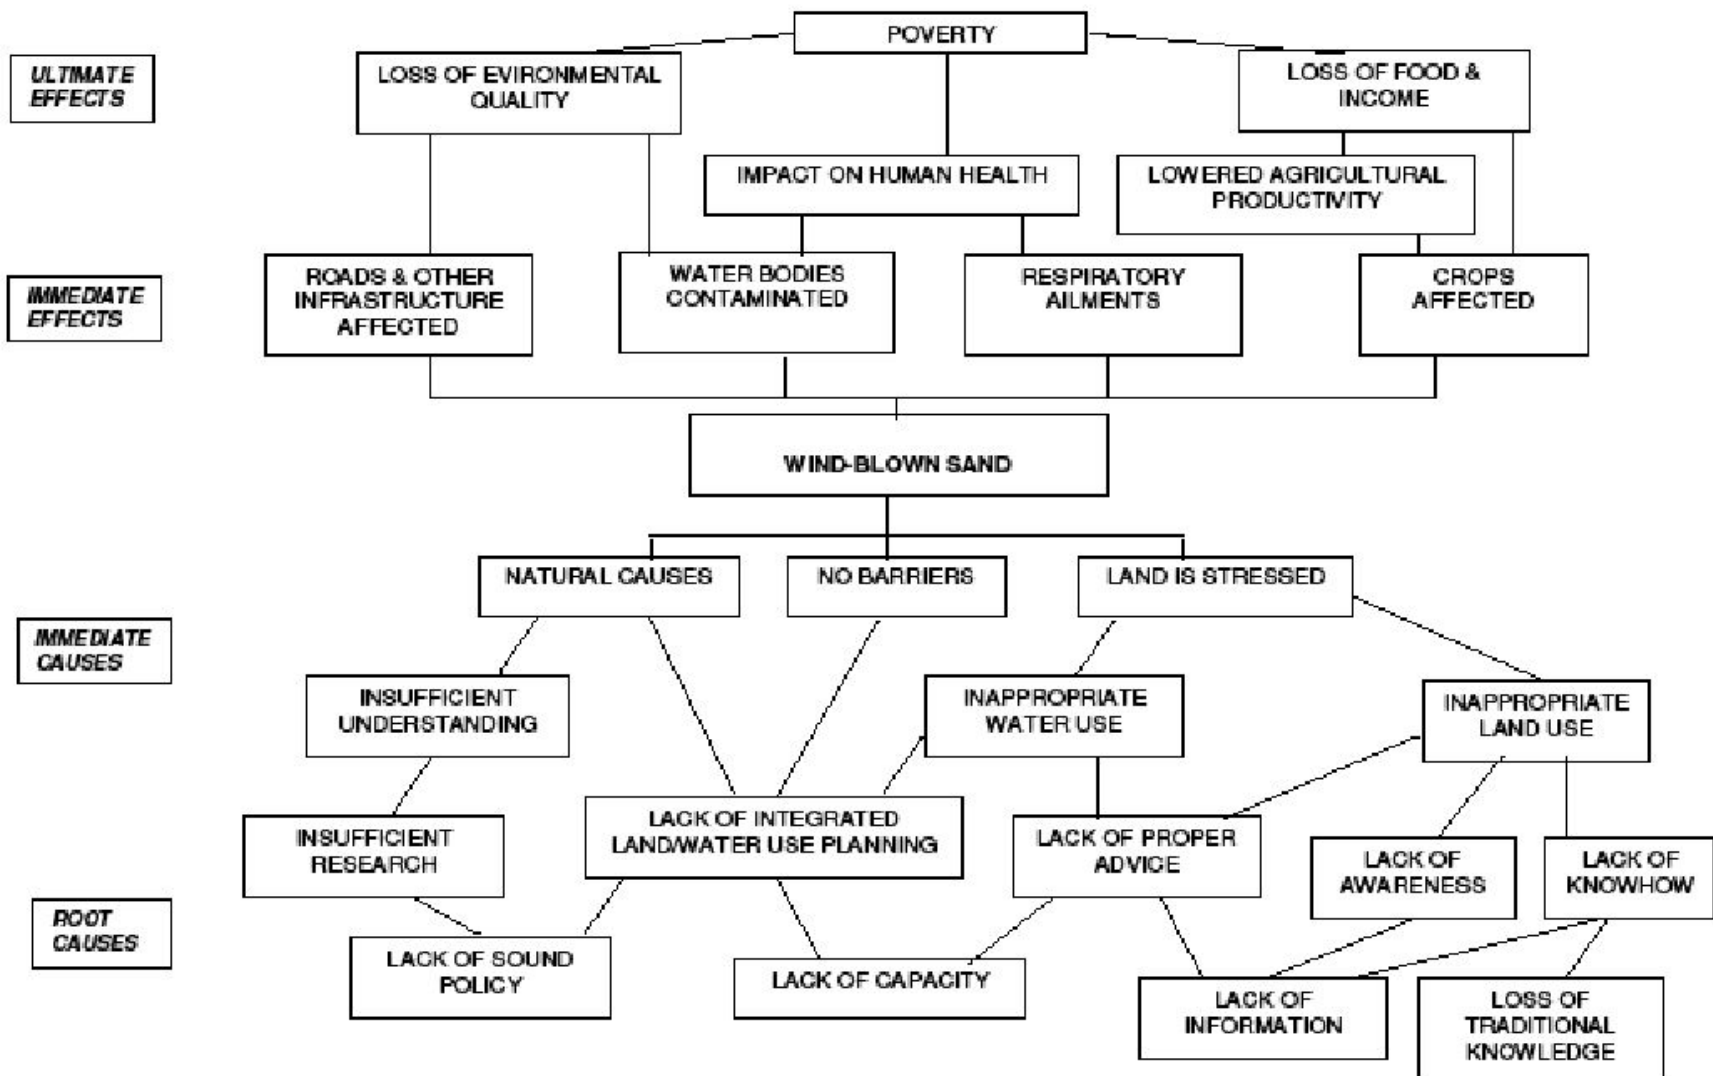 POVERTY
ULTIMATE
EFFECTS
LOSS OF EVIRONMENTAL
QUALITY
LOSS OF FOOD &
INCOME
IMPACT ON HUMAN HEALTH
LOWERED AGRICULTURAL
PRODUCTIVITY
IMMEDIATE
EFFECTS
ROADS & OTHER
INFRASTRUCTURE
AFFECTED
WATER BODIES
CONTAMINATED
RESPIRATORY
AILMENTS
CROPS
AFFECTED
WIND-BLOWN SAND
NATURAL CAUSES
NO BARRIERS
LAND IS STRESSED
IMMEDIATE
CAUSES
INSUFFICIENT
UNDERSTANDING
INAPPROPRIATE
WATER USE
INAPPROPRIATE
LAND USE
INSUFFICIENT
RESEARCH
LACK OF INTEGRATED
LAND/WATER USE PLANNING
LACK OF PROPER
ADVICE
LACK OF
AWARENESS
LACK OF
KNOWHOW
ROOT
CAUSES
LACK OF SOUND
POLICY
LACK OF CAPACITY
LACK OF
INFORMATION
LOSS OF
TRADITIONAL
KNOWLEDGE